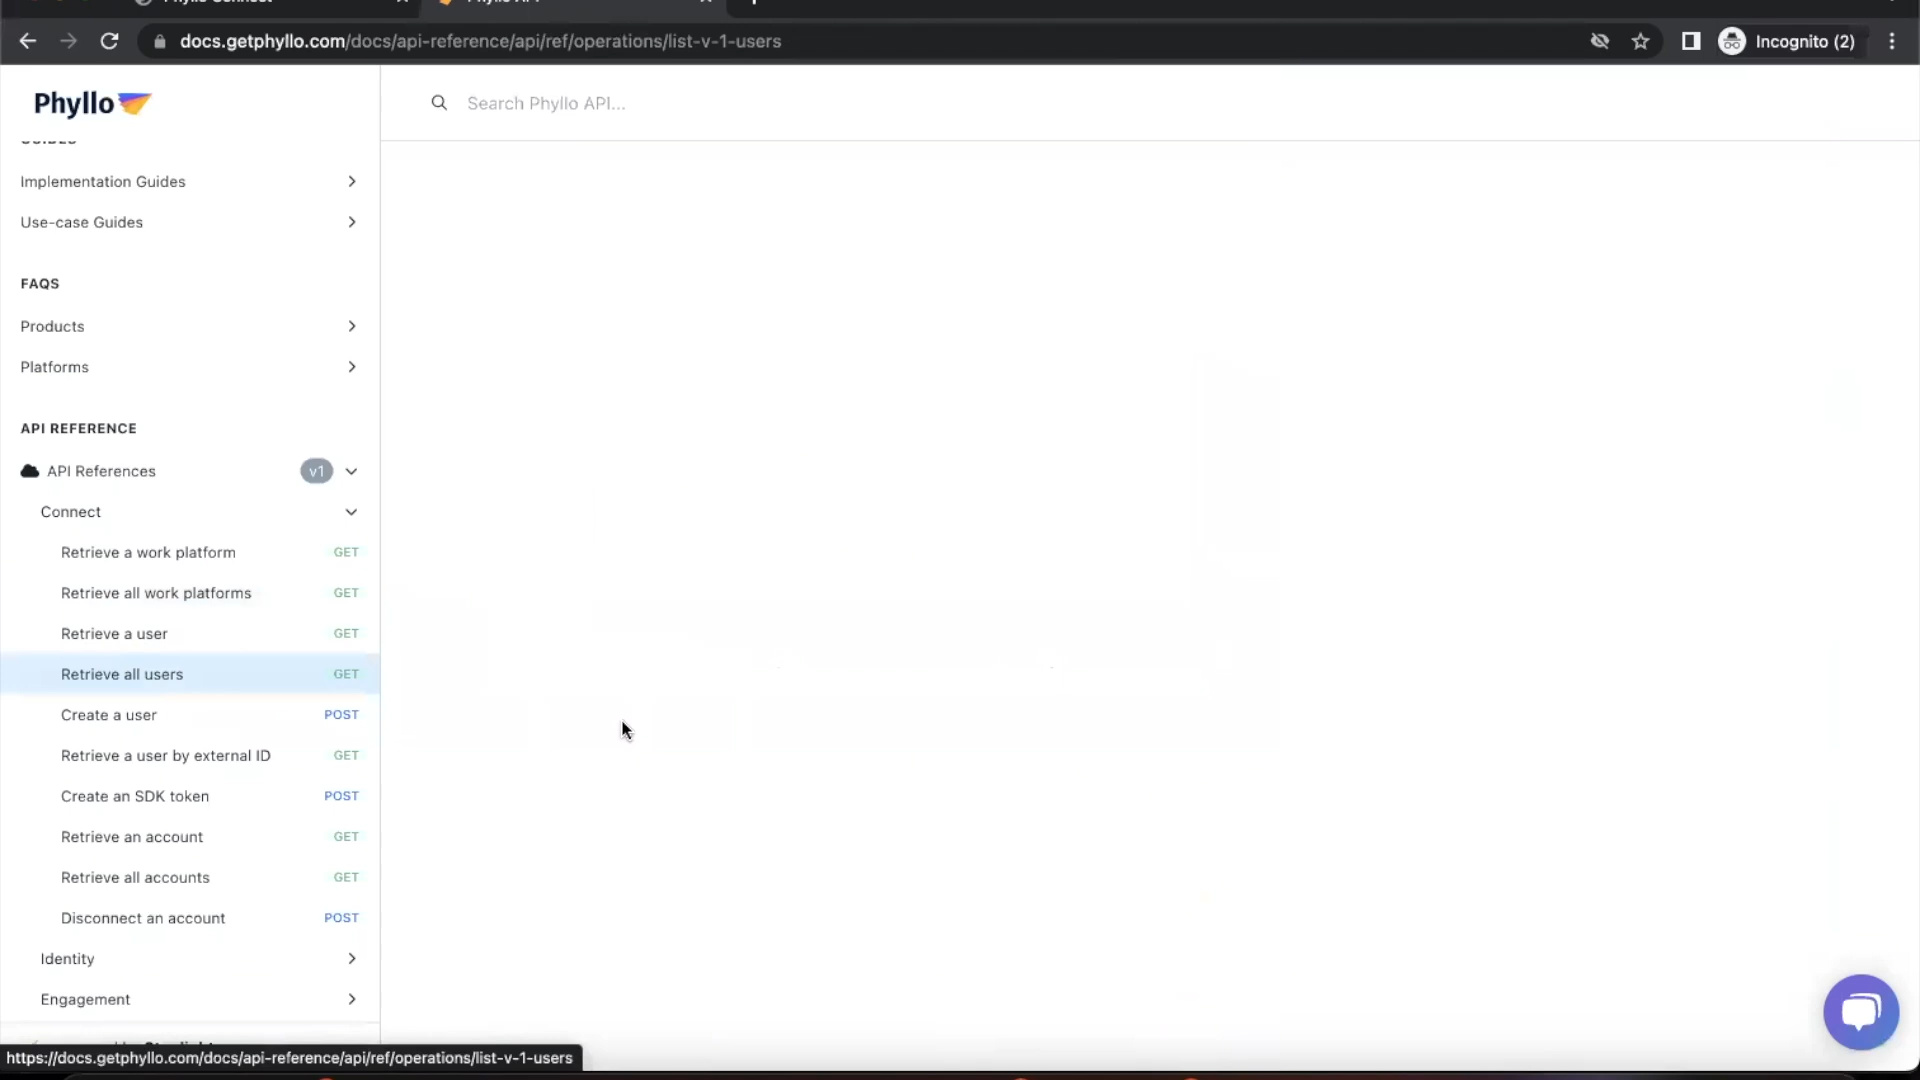 docs.getphyllo.com/docs/api-reference/api/ref/operations/list-v-1-users
Incognito (2)
Phyllo
Search Phyllo API...
GUIDES
Implementation Guides
Use-case Guides
FAQS
Products
Platforms
API REFERENCE
API References v1
Connect
Retrieve a work platform GET
Retrieve all work platforms GET
Retrieve a user GET
Retrieve all users GET
Create a user POST
Retrieve a user by external ID GET
Create an SDK token POST
Retrieve an account GET
Retrieve all accounts GET
Disconnect an account POST
Identity
Engagement
https://docs.getphyllo.com/docs/api-reference/api/ref/operations/list-v-1-users